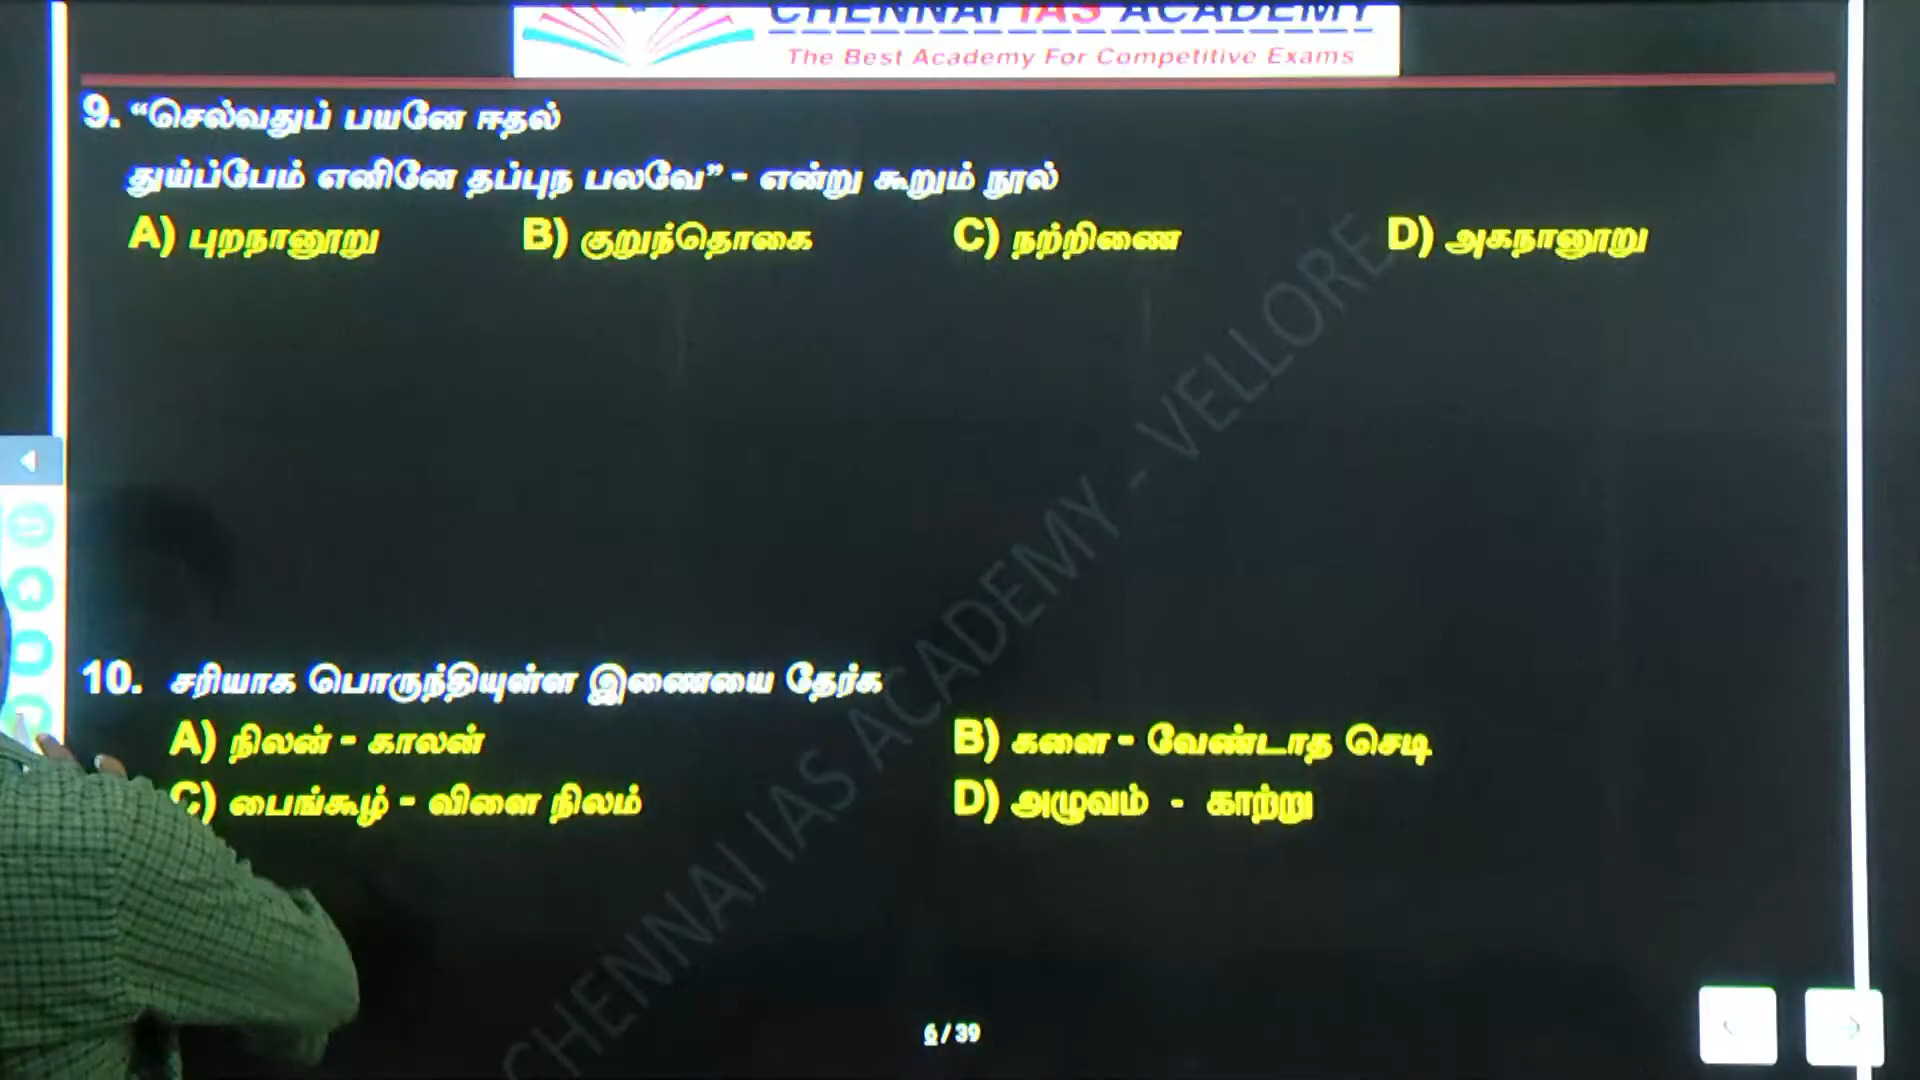 CHENNAI IAS ACADEMY
The Best Academy For Competitive Exams
9. “செல்வதுப் பயனே ஈதல்
துய்ப்பேம் எனினே தப்புந பலவே” - என்று கூறும் நூல்
A) புறநானூறு B) குறுந்தொகை C) நற்றிணை D) அகநானூறு
10. சரியாக பொருந்தியுள்ள இணையை தேர்க
A) நிலன் - காலன் B) களை - வேண்டாத செடி
C) பைங்கூழ் - விளை நிலம் D) அழுவம் - காற்று
CHENNAI IAS ACADEMY - VELLORE
6 / 39